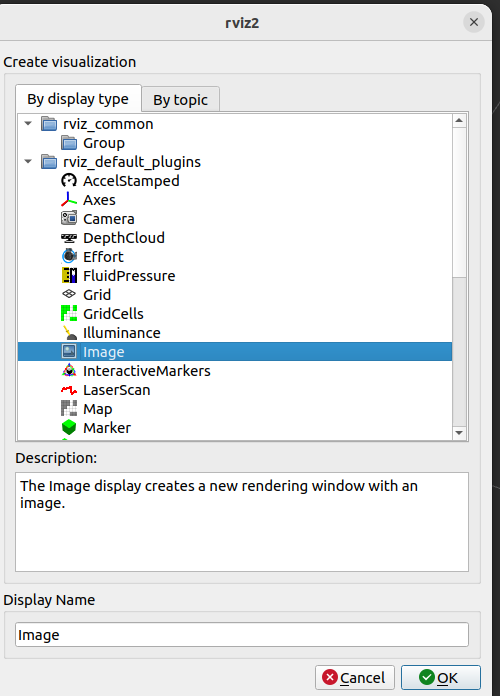 rviz2
Create visualization
By display type
By topic
rviz_common
Group
rviz_default_plugins
AccelStamped
Axes
Camera
DepthCloud
Effort
FluidPressure
Grid
GridCells
Illuminance
Image
InteractiveMarkers
LaserScan
Map
Marker
Description:
The Image display creates a new rendering window with an
image.
Display Name
Image
Cancel
OK